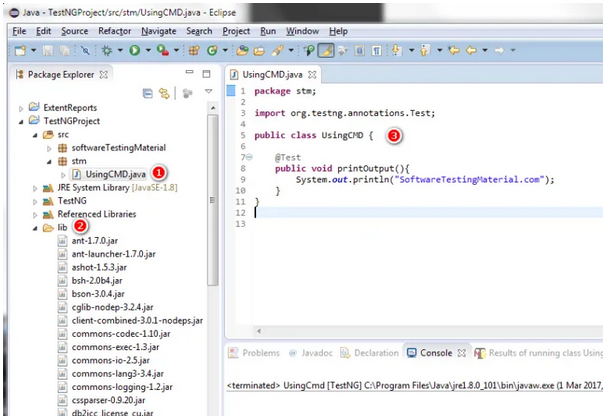 Java - TestNGProject/src/stm/UsingCMD.java - Eclipse
File Edit Source Refactor Navigate Search Project Run Window Help
Package Explorer
ExtentReports
TestNGProject
src
softwareTestingMaterial
stm
UsingCMD.java 1
JRE System Library [JavaSE-1.8]
TestNG
Referenced Libraries
lib 2
ant-1.7.0.jar
ant-launcher-1.7.0.jar
ashot-1.5.3.jar
bsh-2.0b4.jar
bson-3.0.4.jar
cglib-nodep-3.2.4.jar
client-combined-3.0.1-nodeps.jar
commons-codec-1.10.jar
commons-exec-1.3.jar
commons-io-2.5.jar
commons-lang3-3.4.jar
commons-logging-1.2.jar
cssparser-0.9.20.jar
db2jcc_license_cu.jar
UsingCMD.java
1 package stm;
2
3 import org.testng.annotations.Test;
4
5 public class UsingCMD { 3
6
7 @Test
8 public void printOutput(){
9 System.out.println("SoftwareTestingMaterial.com");
10 }
11 }
12
13
Problems @ Javadoc Declaration Console Results of running class Using
<terminated> UsingCmd [TestNG] C:\Program Files\Java\jre1.8.0_101\bin\javaw.exe (1 Mar 2017,